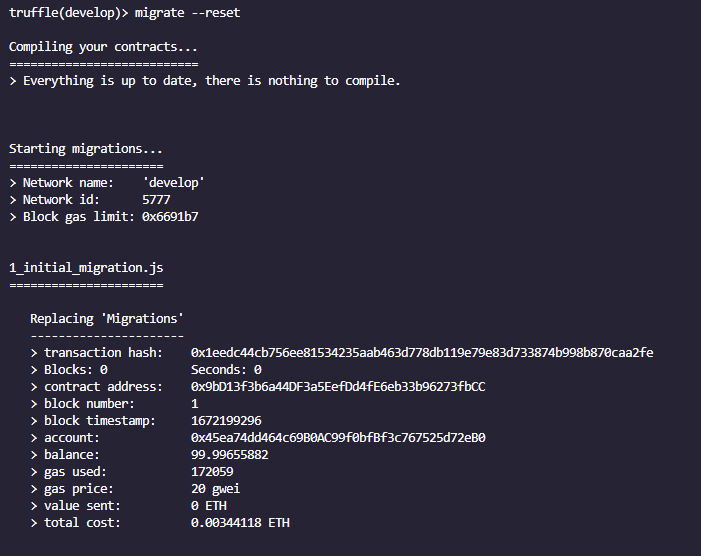 truffle(develop)> migrate --reset
Compiling your contracts...
===========================
> Everything is up to date, there is nothing to compile.
Starting migrations...
======================
> Network name:    'develop'
> Network id:      5777
> Block gas limit: 0x6691b7
1_initial_migration.js
======================
Replacing 'Migrations'
----------------------
> transaction hash:    0x1eedc44cb756ee81534235aab463d778db119e79e83d733874b998b870caa2fe
> Blocks: 0            Seconds: 0
> contract address:    0x9bD13f3b6a44DF3a5EefDd4fE6eb33b96273fbCC
> block number:        1
> block timestamp:     1672199296
> account:             0x45ea74dd464c69B0AC99f0bfBf3c767525d72eB0
> balance:             99.99655882
> gas used:            172059
> gas price:           20 gwei
> value sent:          0 ETH
> total cost:          0.00344118 ETH